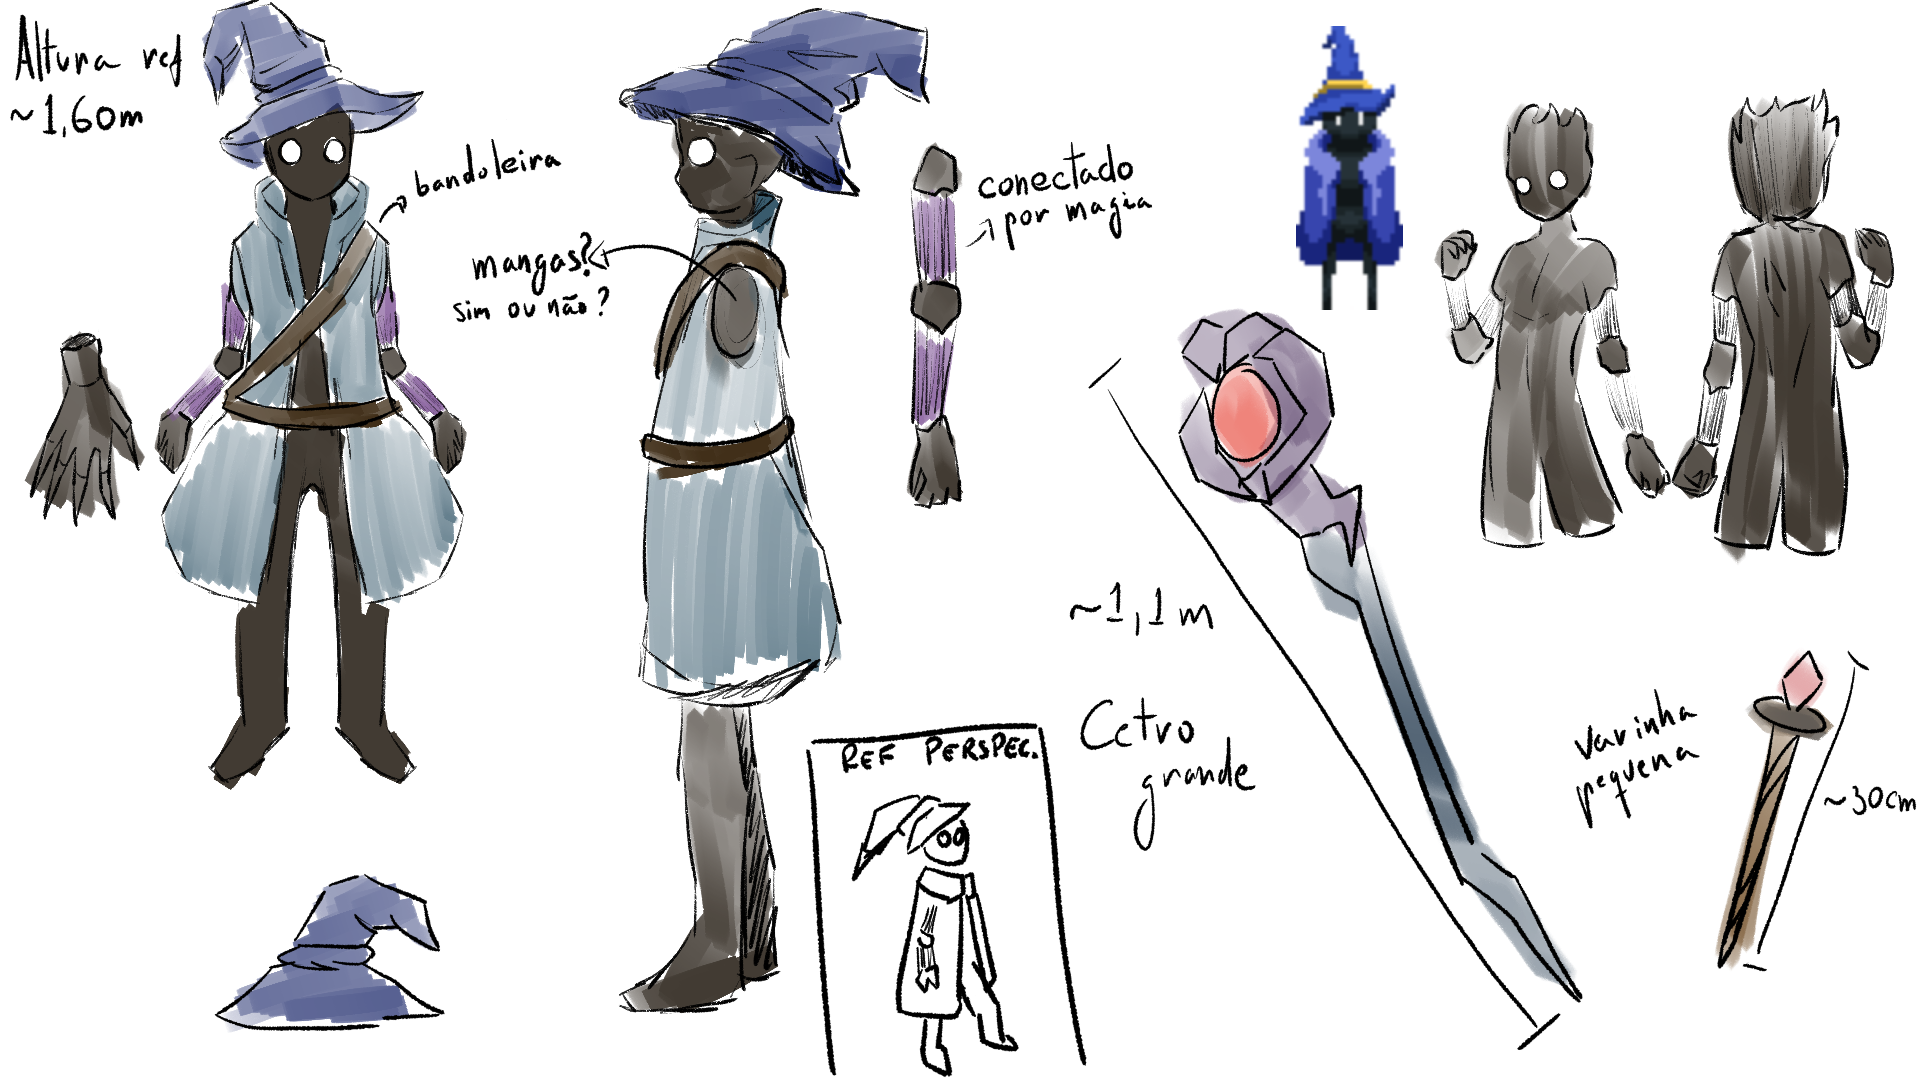 Altura ref
~1,60m
bandoleira
mangas?
sim ou não?
conectado
por magia
~1,1m
Cetro
grande
REF PERSPEC.
varinha
pequena
~30cm